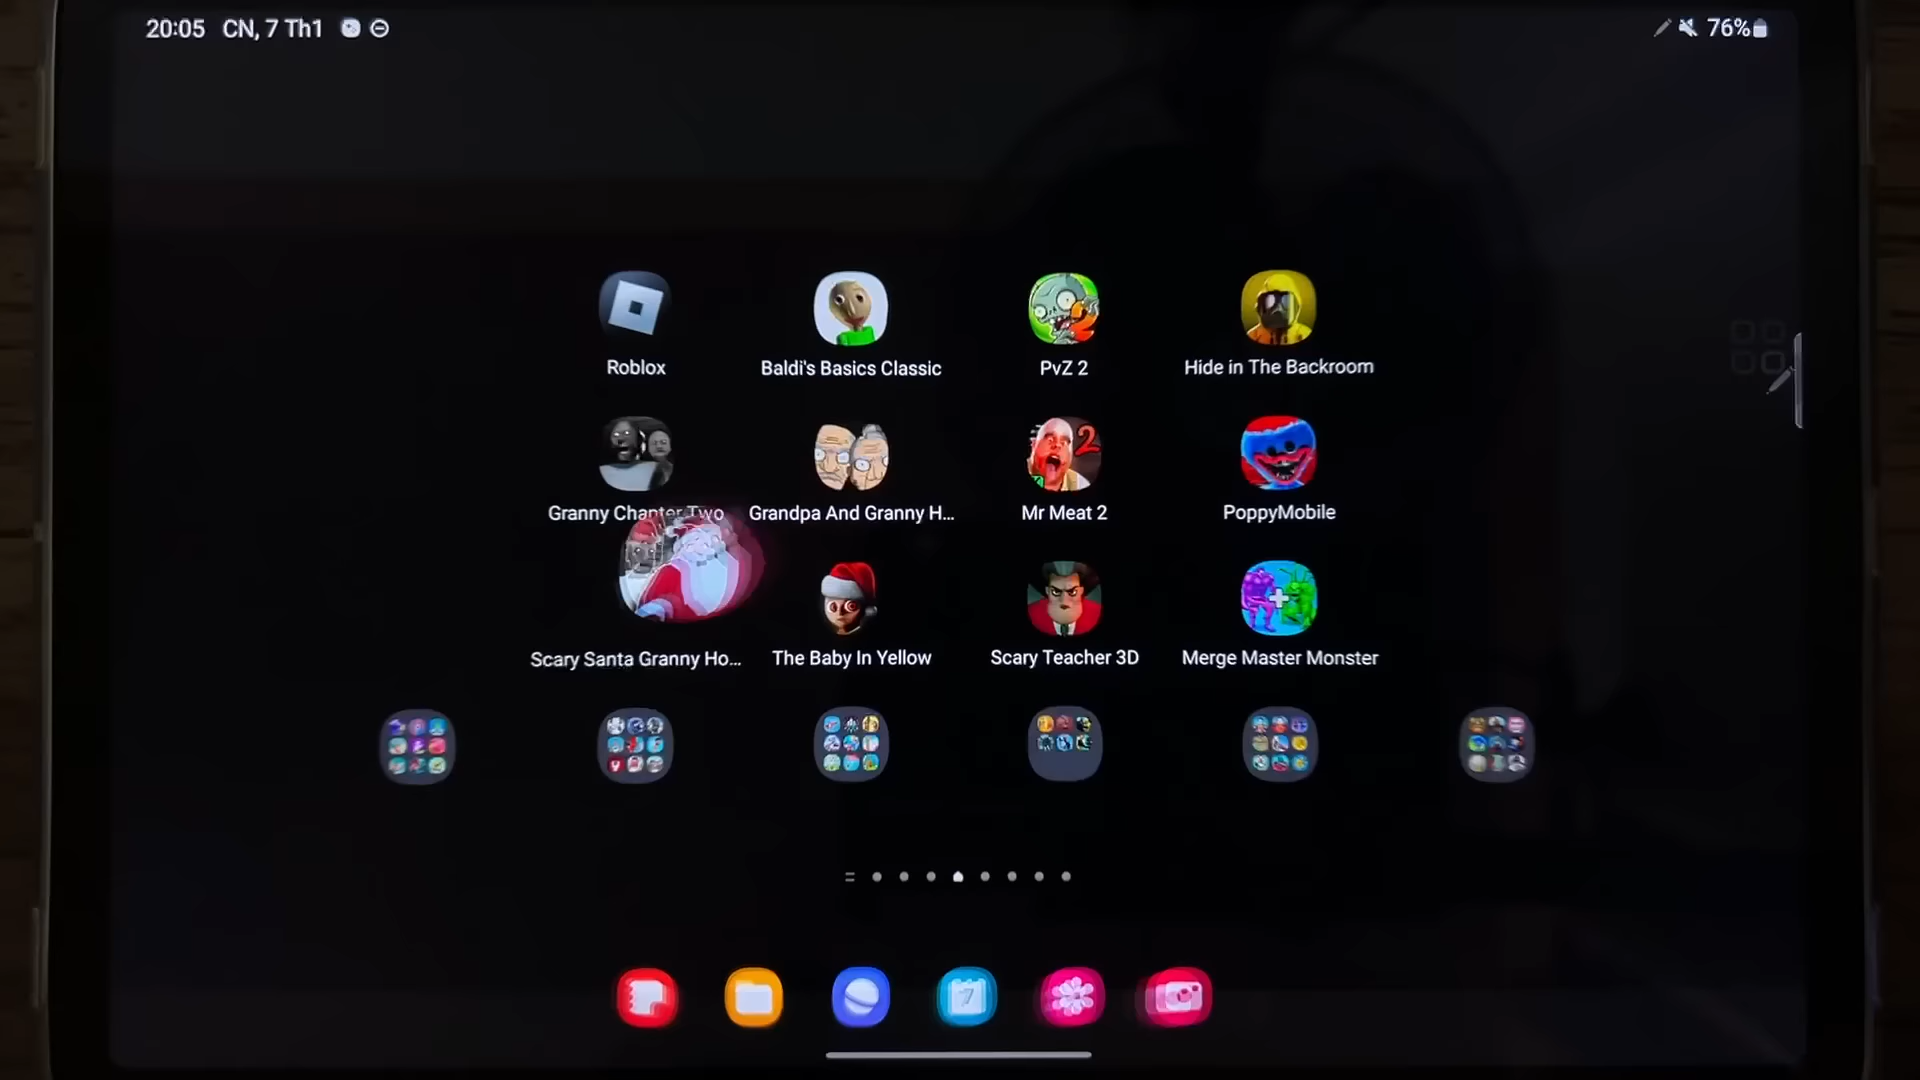 20:05 CN, 7 Th1
76%
Roblox
Baldi's Basics Classic
PvZ 2
Hide in The Backroom
2
Granny Chapter Two
Grandpa And Granny H...
Mr Meat 2
PoppyMobile
Scary Santa Granny Ho...
The Baby In Yellow
Scary Teacher 3D
Merge Master Monster
7